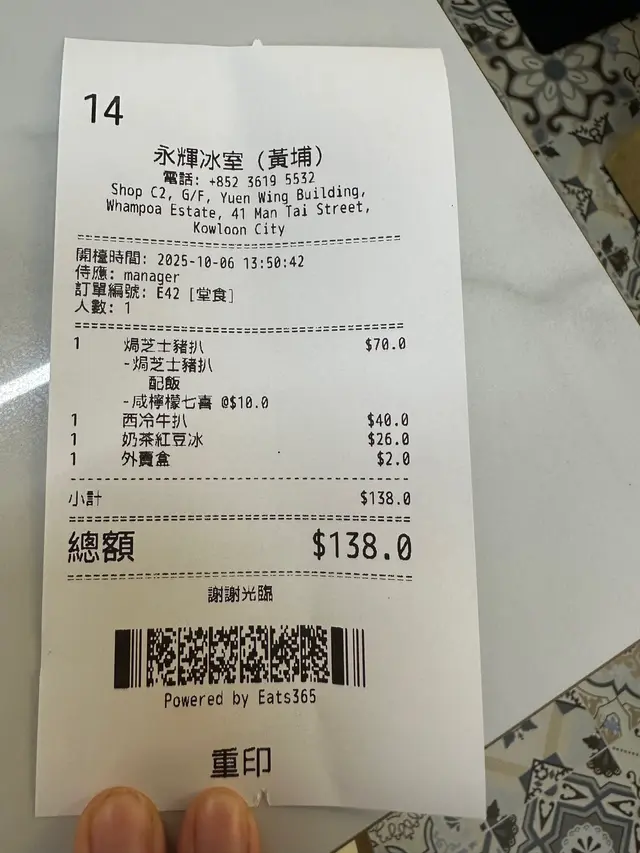 14
永輝冰室 (黃埔)
電話: +852 3619 5532
Shop C2, G/F, Yuen Wing Building,
Whampoa Estate, 41 Man Tai Street,
Kowloon City
開檯時間: 2025-10-06 13:50:42
侍應: manager
訂單編號: E42 [堂食]
人數: 1
1 焗芝士豬扒 $70.0
-焗芝士豬扒
配飯
-咸檸檬七喜 @$10.0
1 西冷牛扒 $40.0
1 奶茶紅豆冰 $26.0
1 外賣盒 $2.0
小計 $138.0
總額 $138.0
謝謝光臨
Powered by Eats365
重印